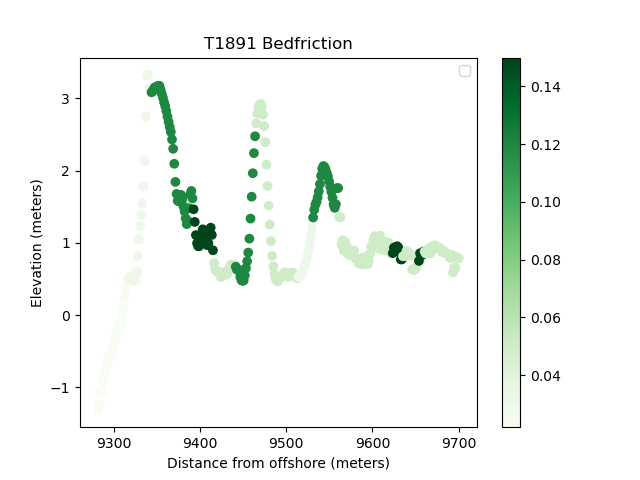 T1891 Bedfriction
3
2
1
0
−1
Elevation (meters)
9300 9400 9500 9600 9700
Distance from offshore (meters)
0.14
0.12
0.10
0.08
0.06
0.04